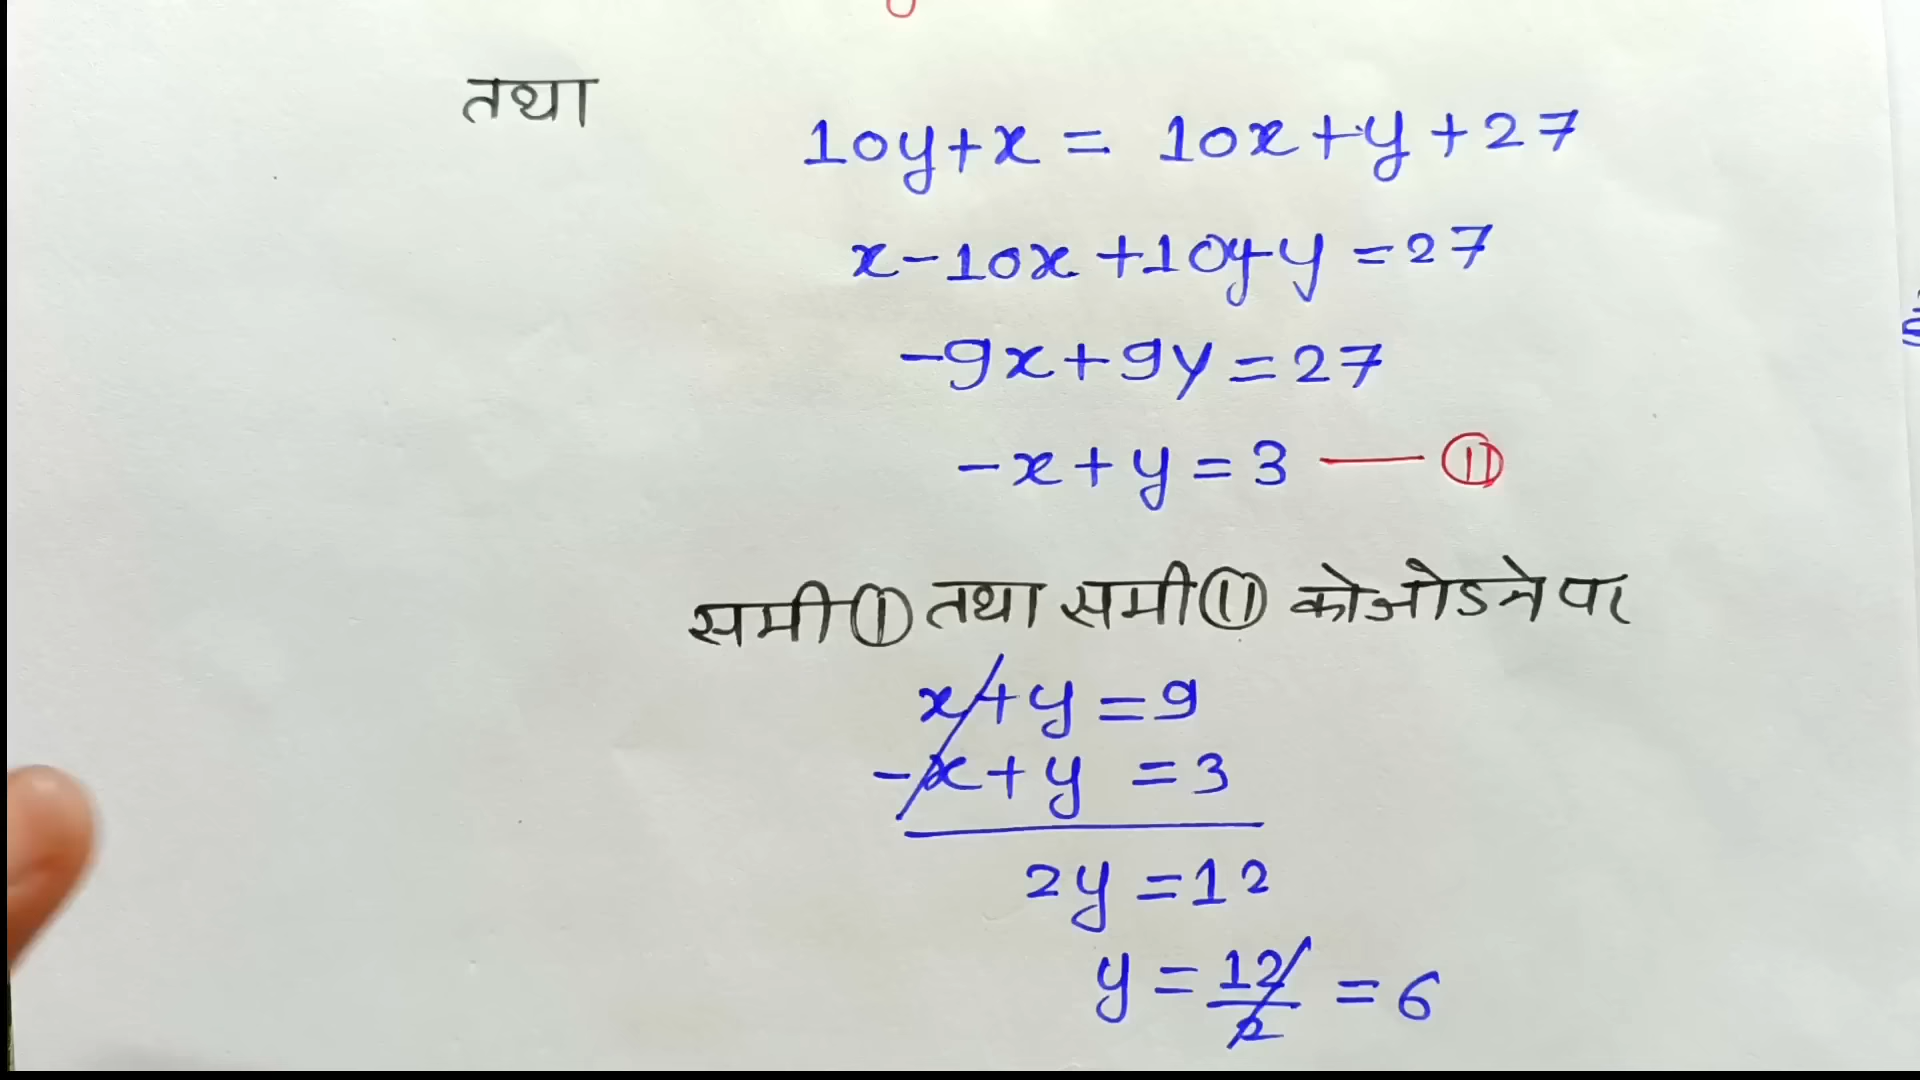 तथा
10y+x = 10x+y+27
x-10x+10y-y=27
-9x+9y=27
-x+y=3 — II
समी I तथा समी II को जोडने पर
x+y=9
-x+y=3
2y=12
y=12/2=6